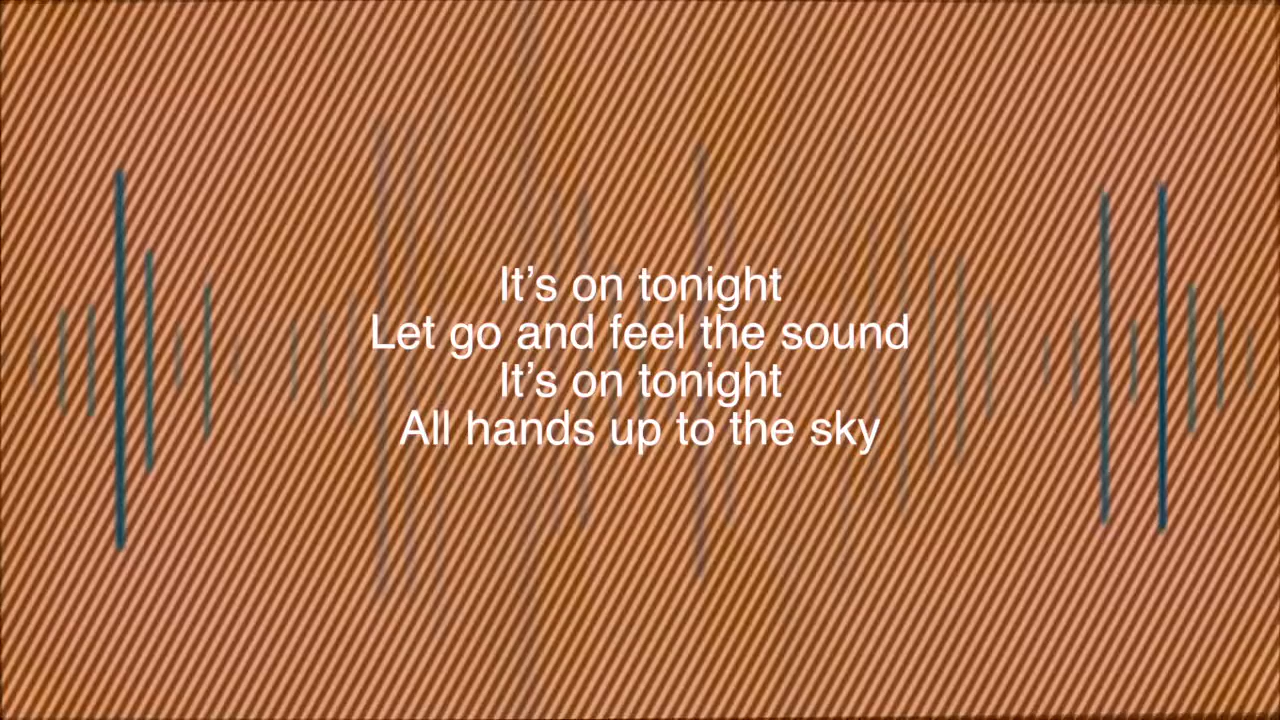 It’s on tonight
Let go and feel the sound
It’s on tonight
All hands up to the sky